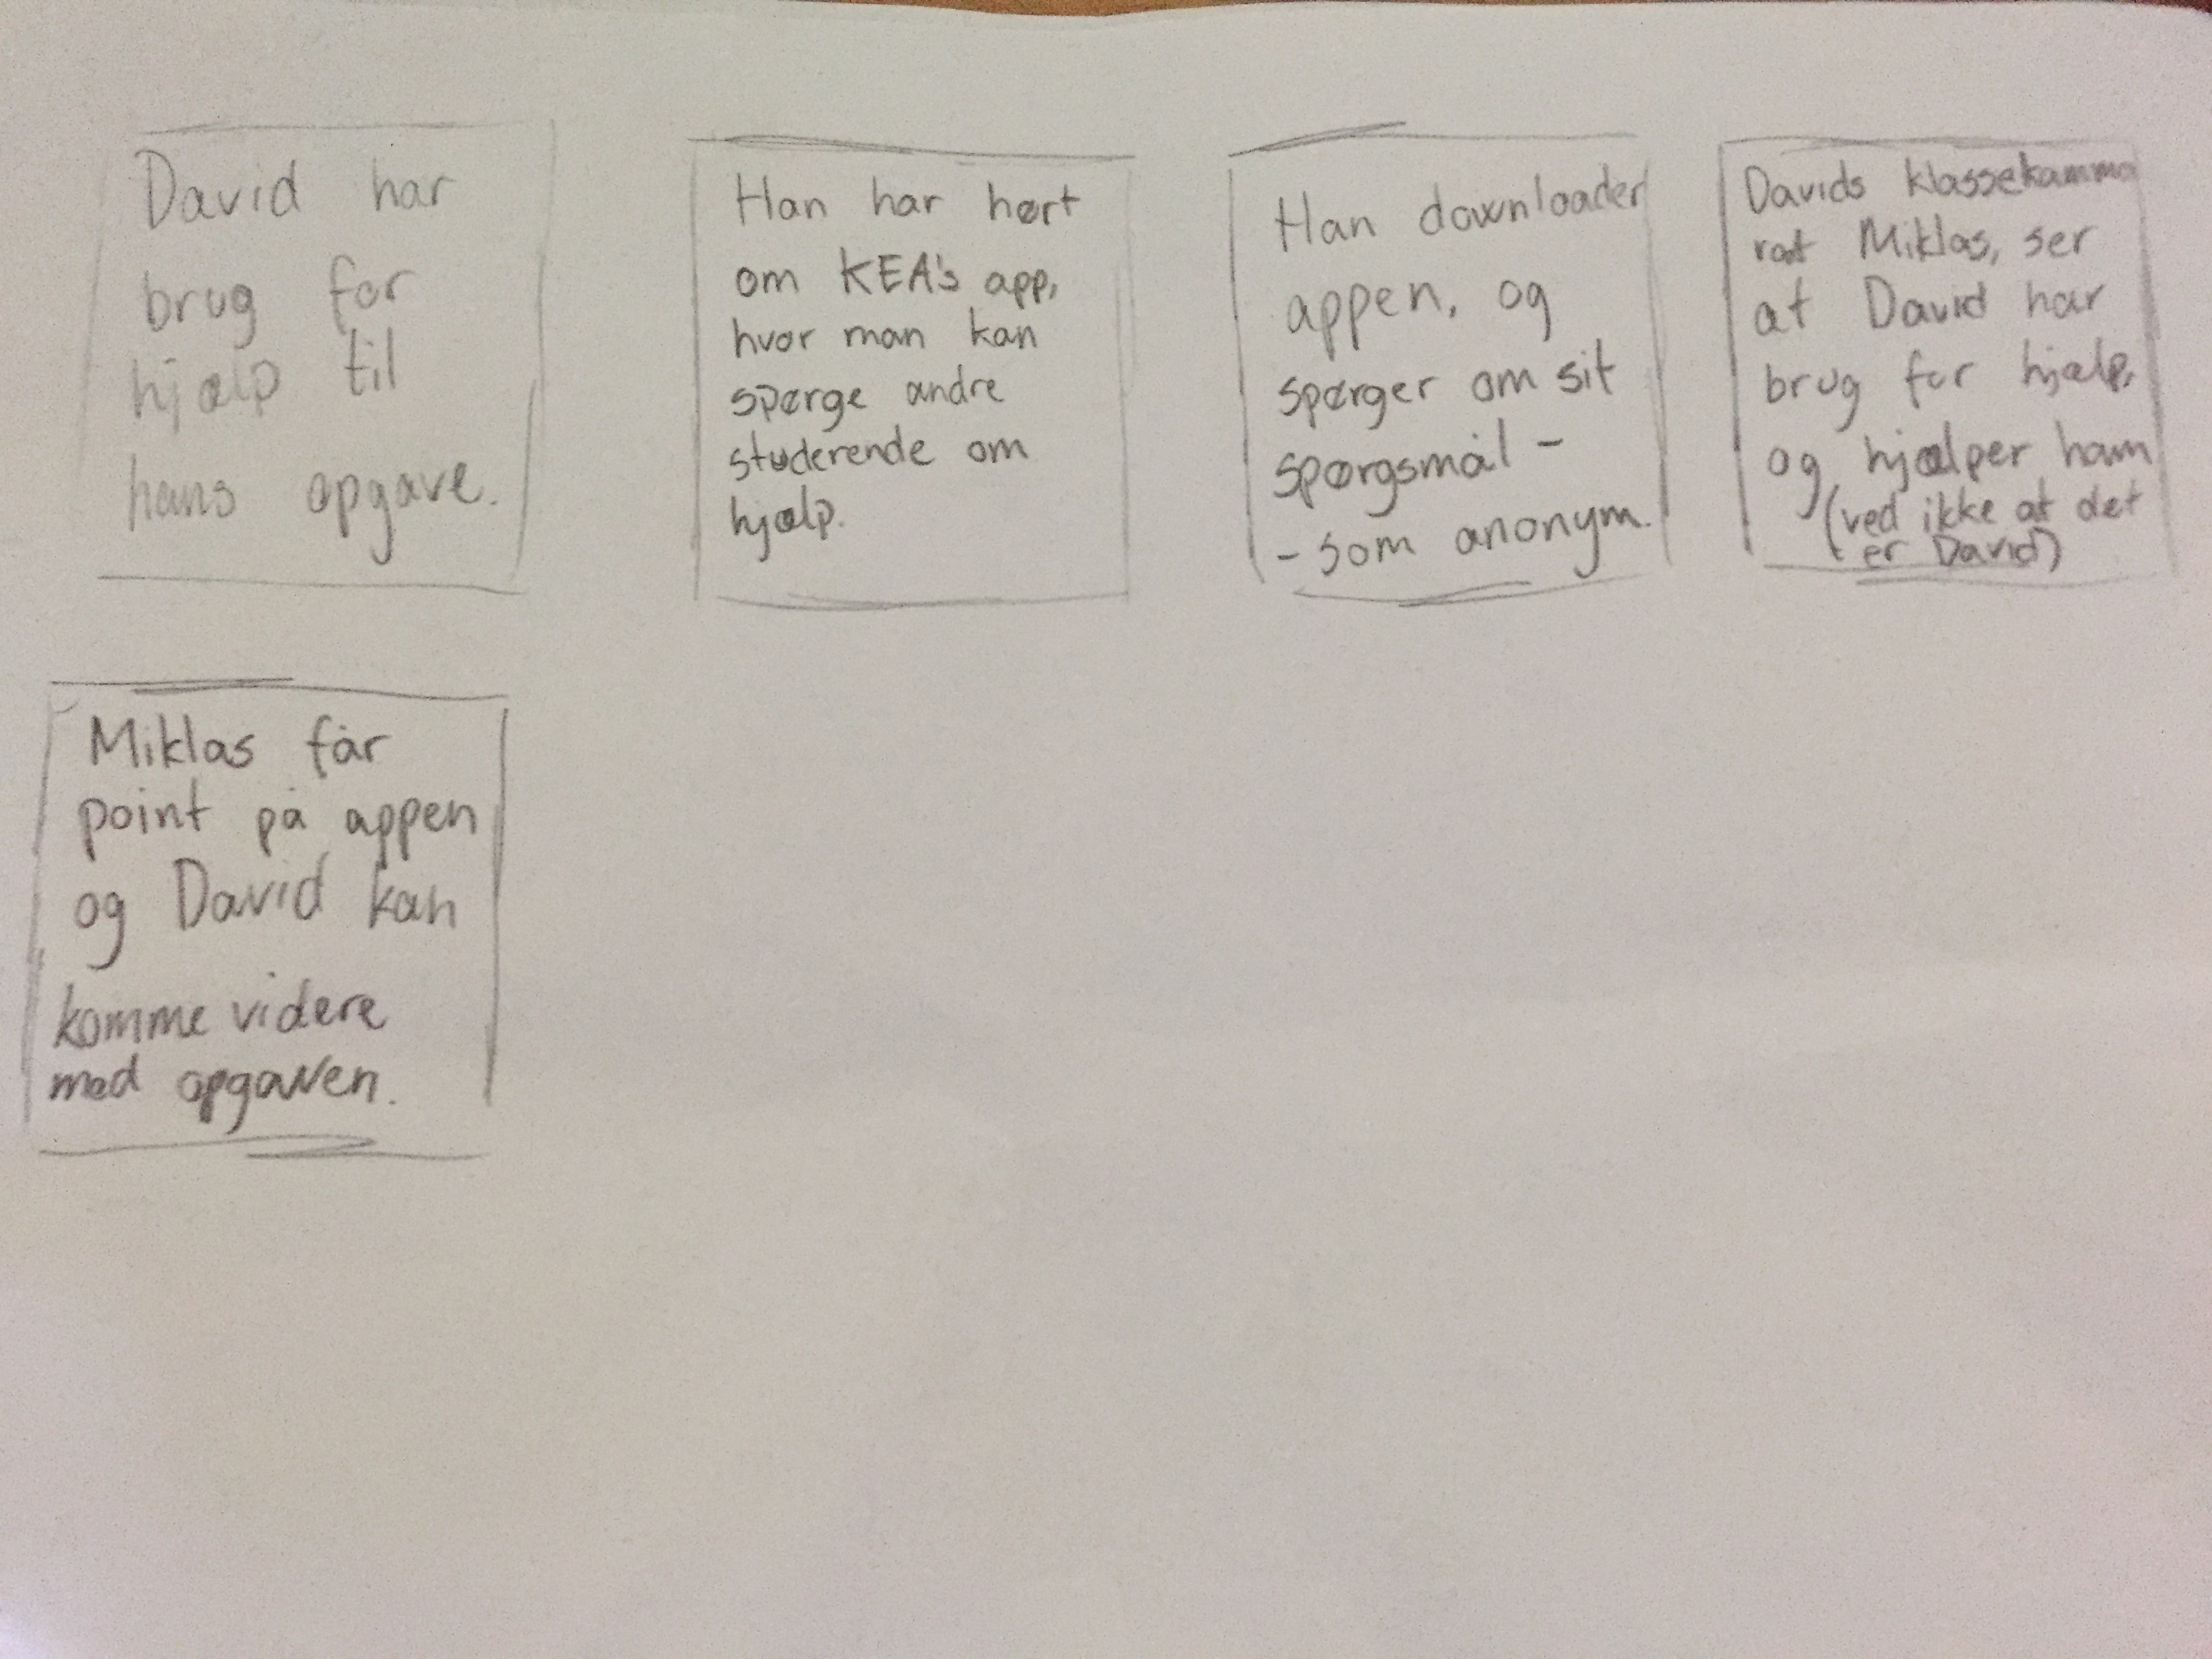 David har
brug for
hjælp til
hans opgave.
Han har hørt
om KEA's app,
hvor man kan
spørge andre
studerende om
hjælp.
Han downloader
appen, og
spørger om sit
spørgsmål -
- som anonym.
Davids klassekamme
rat Miklas, ser
at David har
brug for hjælp,
og hjælper ham
(ved ikke at det
er David)
Miklas får
point på appen
og David kan
komme videre
med opgaven.